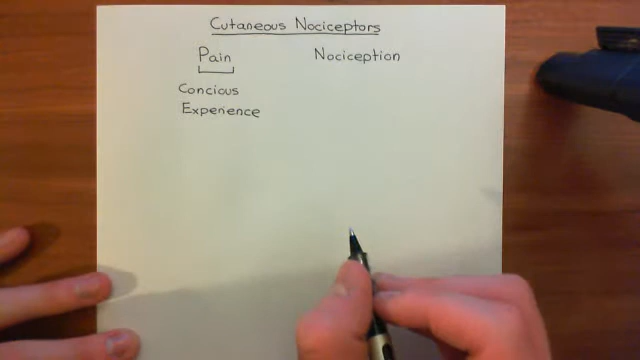 Cutaneous Nociceptors
Pain Nociception
Concious
Experience